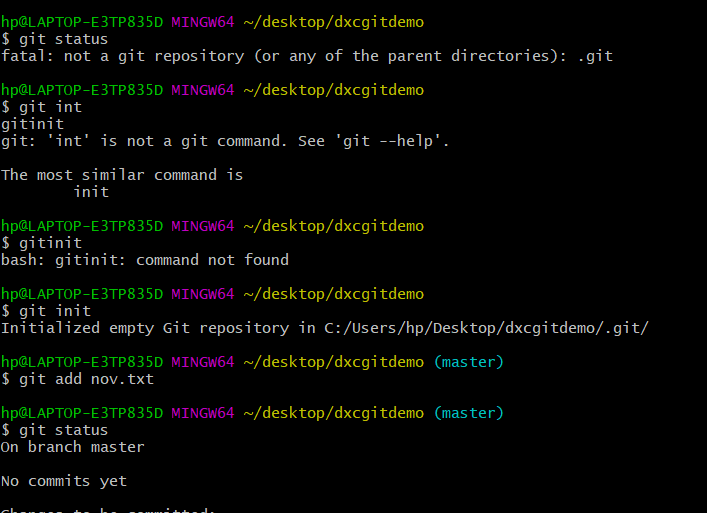 hp@LAPTOP-E3TP835D MINGW64 ~/desktop/dxcgitdemo
$ git status
fatal: not a git repository (or any of the parent directories): .git
hp@LAPTOP-E3TP835D MINGW64 ~/desktop/dxcgitdemo
$ git int
gitinit
git: 'int' is not a git command. See 'git --help'.
The most similar command is
init
hp@LAPTOP-E3TP835D MINGW64 ~/desktop/dxcgitdemo
$ gitinit
bash: gitinit: command not found
hp@LAPTOP-E3TP835D MINGW64 ~/desktop/dxcgitdemo
$ git init
Initialized empty Git repository in C:/Users/hp/Desktop/dxcgitdemo/.git/
hp@LAPTOP-E3TP835D MINGW64 ~/desktop/dxcgitdemo (master)
$ git add nov.txt
hp@LAPTOP-E3TP835D MINGW64 ~/desktop/dxcgitdemo (master)
$ git status
On branch master
No commits yet
Changes to be committed: